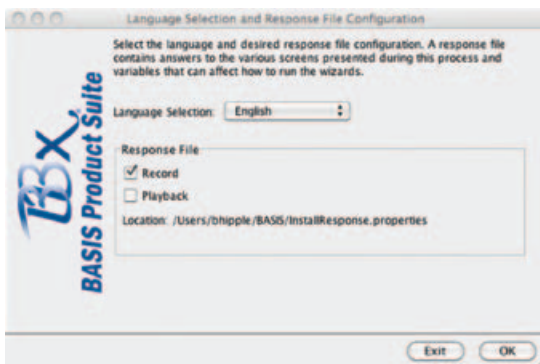 Language Selection and Response File Configuration
Select the language and desired response file configuration. A response file
contains answers to the various screens presented during this process and
variables that can affect how to run the wizards.
Language Selection: English
Response File
Record
Playback
Location: /Users/bhipple/BASIS/InstallResponse.properties
BBx
BASIS Product Suite
Exit
OK